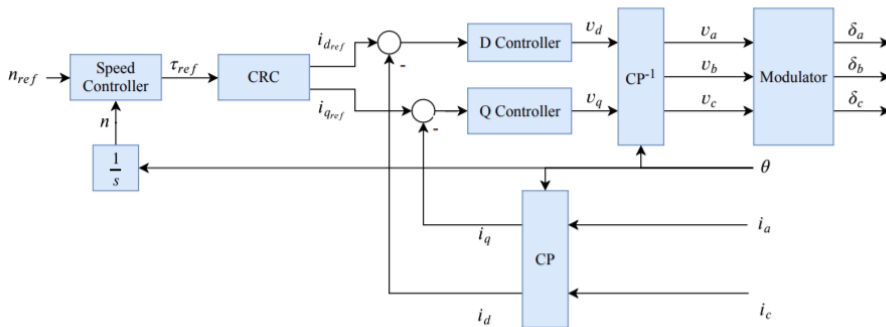 n_ref
Speed
Controller
τ_ref
CRC
i_d_ref
i_q_ref
-
-
D Controller
Q Controller
v_d
v_q
CP⁻¹
v_a
v_b
v_c
Modulator
δ_a
δ_b
δ_c
n
1
s
θ
CP
i_q
i_d
i_a
i_c